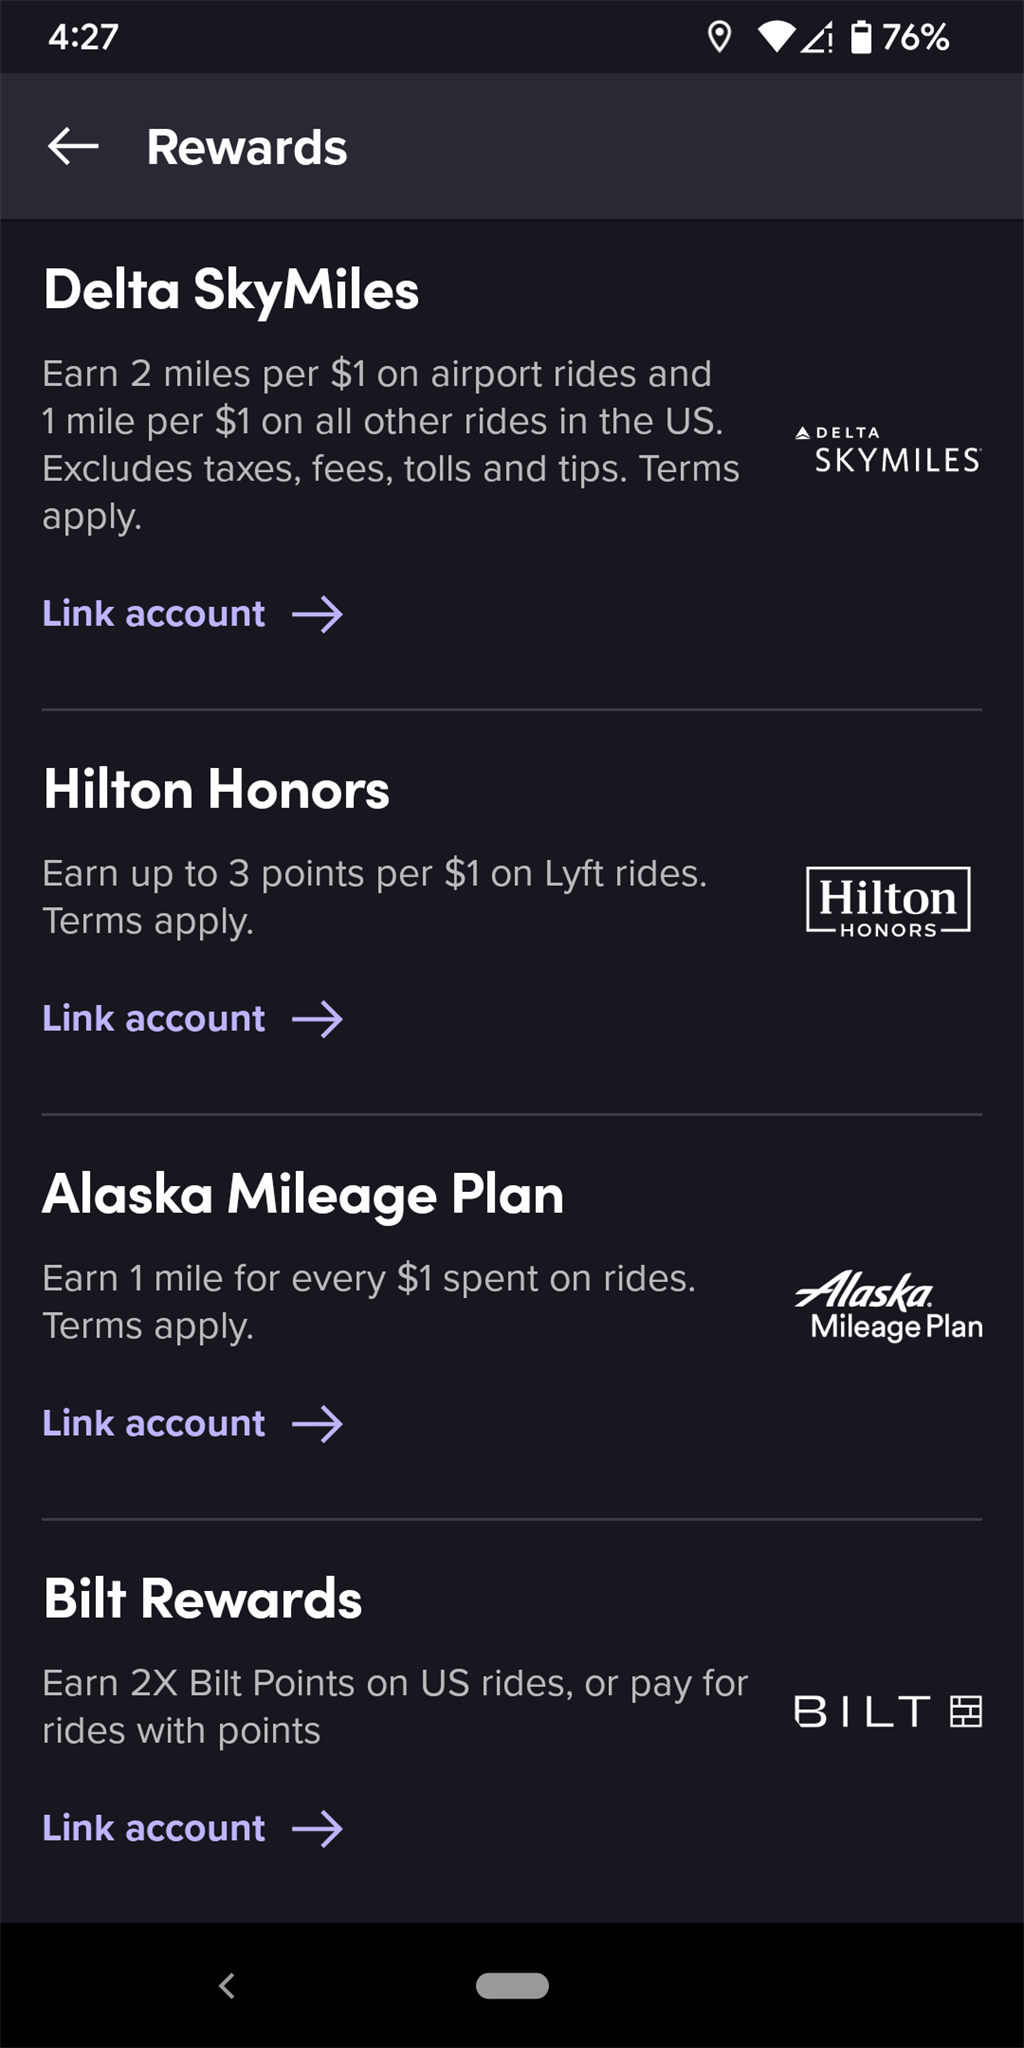 4:27
76%
Rewards
Delta SkyMiles
Earn 2 miles per $1 on airport rides and
1 mile per $1 on all other rides in the US.
Excludes taxes, fees, tolls and tips. Terms
apply.
DELTA
SKYMILES
Link account
Hilton Honors
Earn up to 3 points per $1 on Lyft rides.
Terms apply.
Hilton
HONORS
Link account
Alaska Mileage Plan
Earn 1 mile for every $1 spent on rides.
Terms apply.
Alaska
Mileage Plan
Link account
Bilt Rewards
Earn 2X Bilt Points on US rides, or pay for
rides with points
BILT
Link account